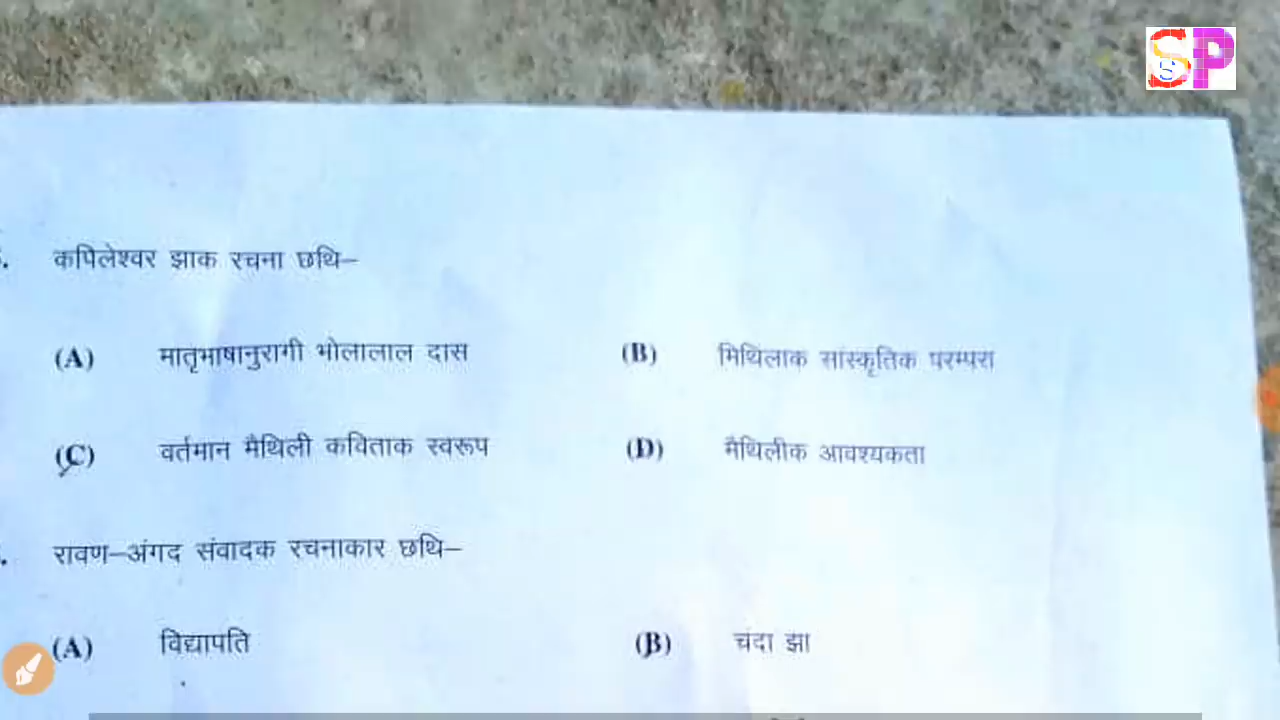 SP
S
. कपिलेश्वर झाक रचना छथि–
(A) मातृभाषानुरागी भोलालाल दास (B) मिथिलाक सांस्कृतिक परम्परा
(C) वर्तमान मैथिली कविताक स्वरूप (D) मैथिलीक आवश्यकता
. रावण–अंगद संवादक रचनाकार छथि–
(A) विद्यापति (B) चंदा झा